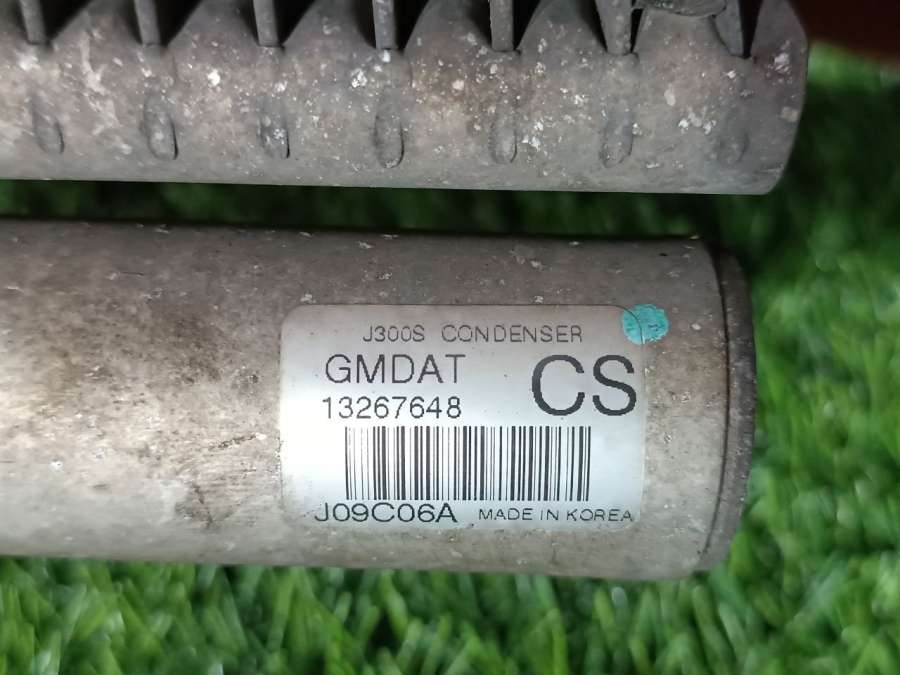 J300S CONDENSER
GMDAT CS
13267648
J09C06A MADE IN KOREA